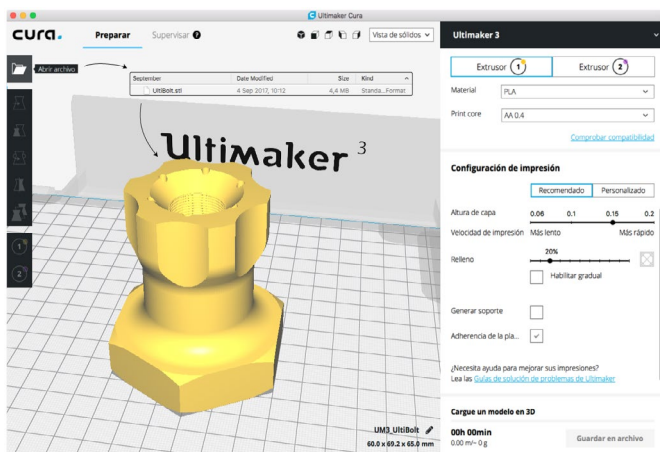 Ultimaker Cura
cura.
Preparar
Supervisar ?
Vista de sólidos
Ultimaker 3
Abrir archivo
September Date Modified Size Kind
UltiBolt.stl 4 Sep 2017, 10:12 4,4 MB Standa...Format
Ultimaker 3
Extrusor 1
Extrusor 2
Material PLA
Print core AA 0.4
Comprobar compatibilidad
Configuración de impresión
Recomendado Personalizado
Altura de capa 0.06 0.1 0.15 0.2
Velocidad de impresión Más lento Más rápido
20%
Relleno
Habilitar gradual
Generar soporte
Adherencia de la pla...
¿Necesita ayuda para mejorar sus impresiones?
Lea las Guías de solución de problemas de Ultimaker
1
2
Cargue un modelo en 3D
UM3_UltiBolt
60.0 x 69.2 x 65.0 mm
00h 00min
0.00 m/~ 0 g
Guardar en archivo